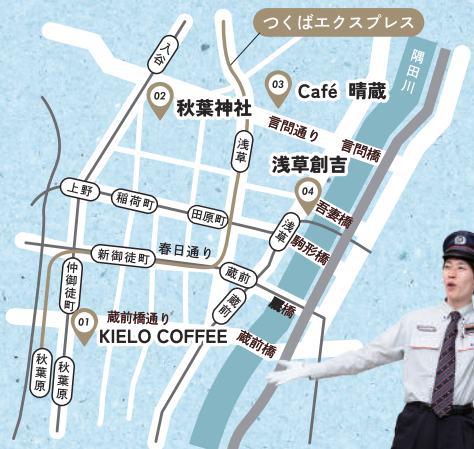 つくばエクスプレス
隅田川
入谷
02
秋葉神社
03
Café 晴蔵
言問通り
言問橋
浅草
浅草創吉
04
上野
稲荷町
田原町
吾妻橋
浅草
駒形橋
春日通り
新御徒町
蔵前
仲御徒町
蔵前
厩橋
01
蔵前橋通り
KIELO COFFEE
蔵前橋
秋葉原
秋葉原